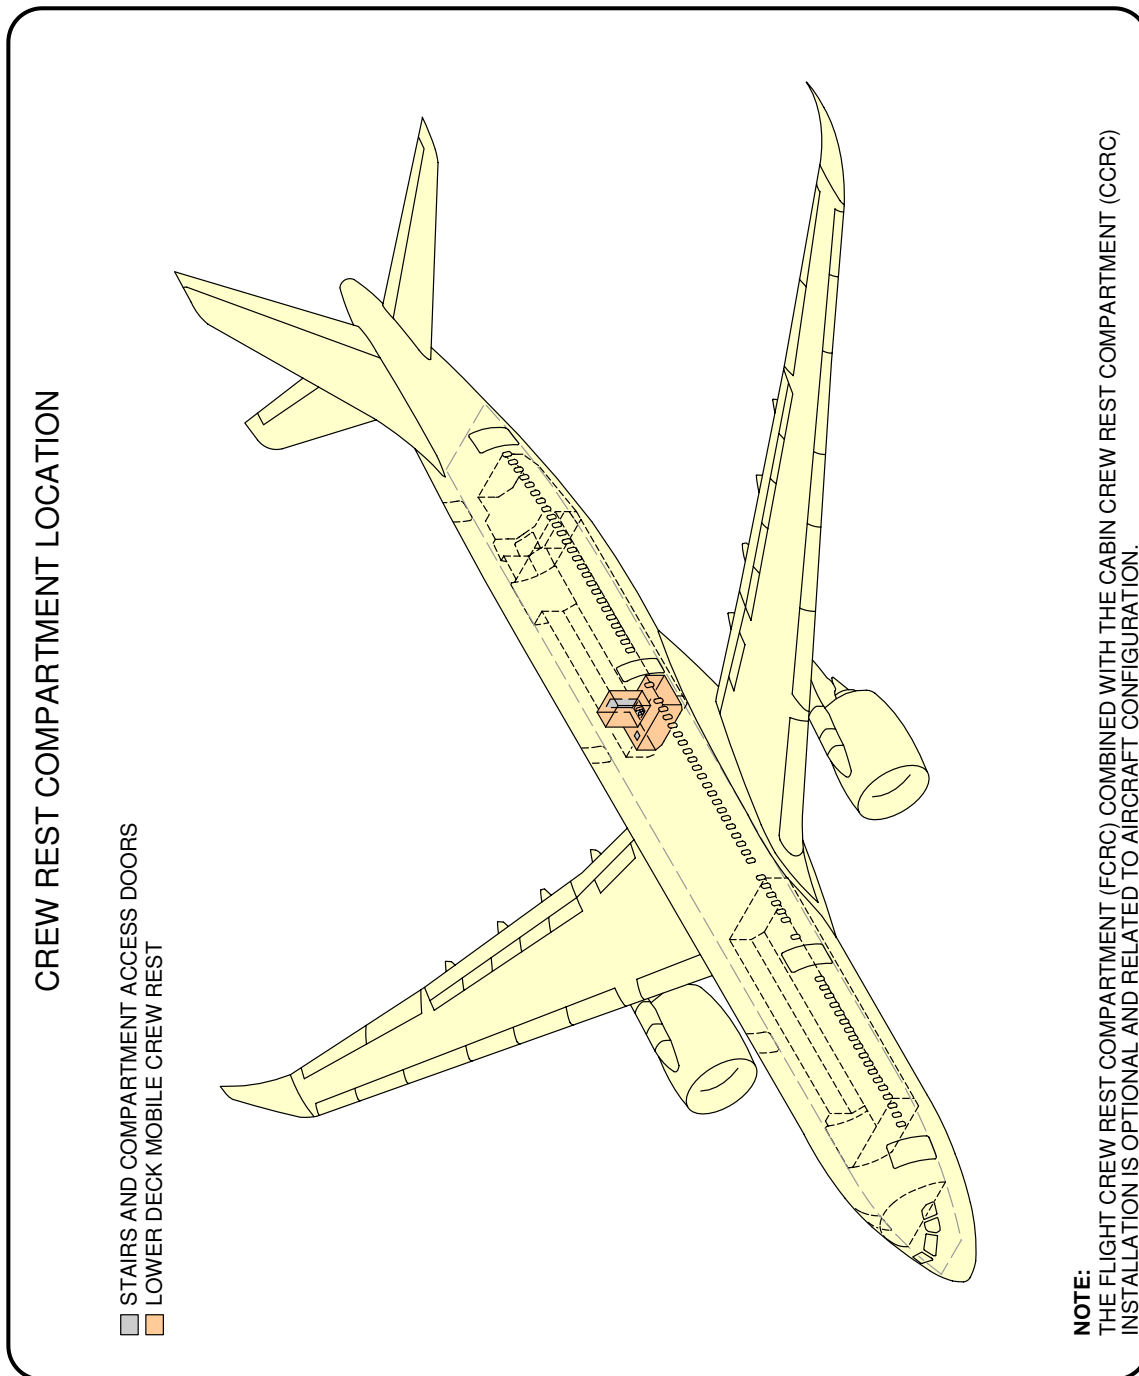 CREW REST COMPARTMENT LOCATION
STAIRS AND COMPARTMENT ACCESS DOORS
LOWER DECK MOBILE CREW REST
NOTE:
THE FLIGHT CREW REST COMPARTMENT (FCRC) COMBINED WITH THE CABIN CREW REST COMPARTMENT (CCRC)
INSTALLATION IS OPTIONAL AND RELATED TO AIRCRAFT CONFIGURATION.